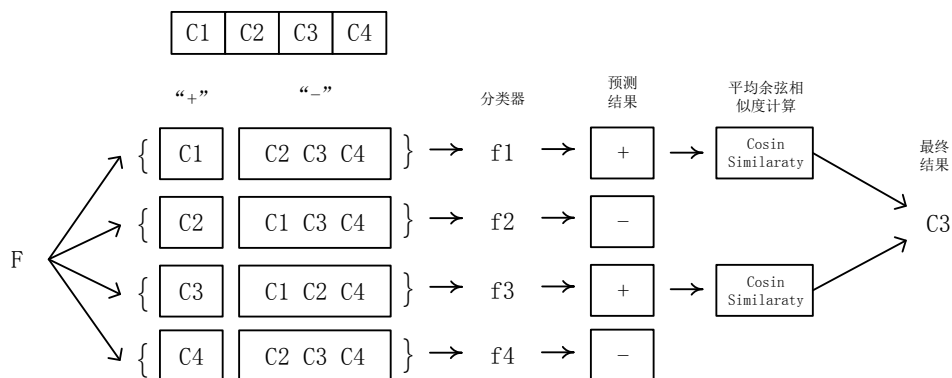 C1 C2 C3 C4
“+” “-” 分类器 预测 结果 平均余弦相 似度计算
{ C1 C2 C3 C4 } f1 + Cosin Similaraty
最终 结果
{ C2 C1 C3 C4 } f2 -
C3
F
{ C3 C1 C2 C4 } f3 + Cosin Similaraty
{ C4 C2 C3 C4 } f4 -